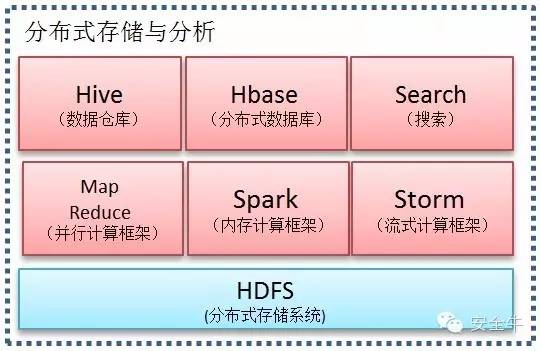 分布式存储与分析
Hive
（数据仓库）
Hbase
（分布式数据库）
Search
（搜索）
Map
Reduce
（并行计算框架）
Spark
（内存计算框架）
Storm
（流式计算框架）
HDFS
(分布式存储系统)
安全牛